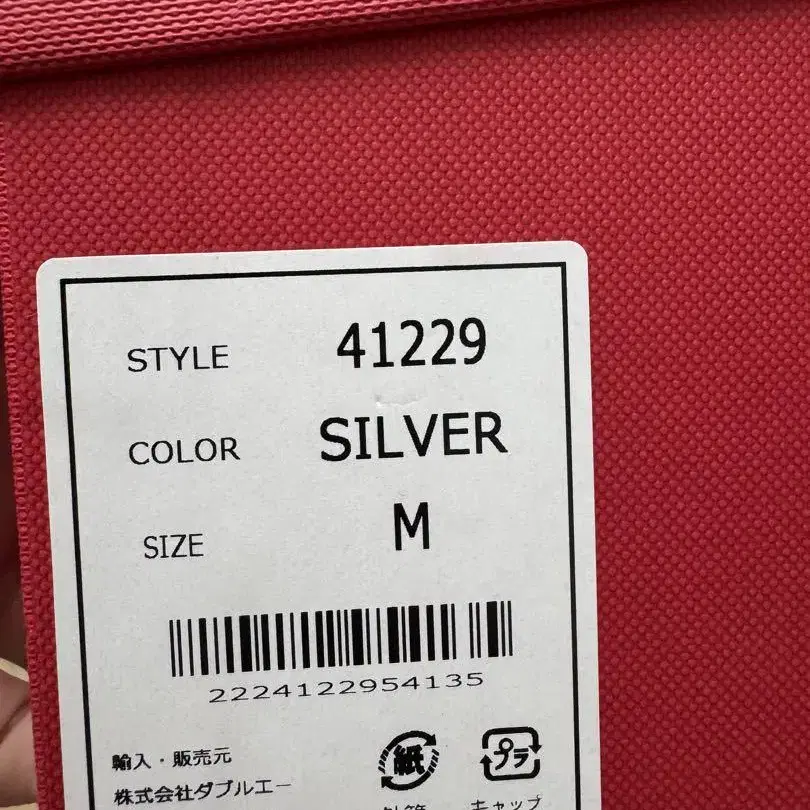 STYLE 41229
COLOR SILVER
SIZE M
2224122954135
輸入・販売元
株式会社ダブルエー
紙 プラ
キャップ